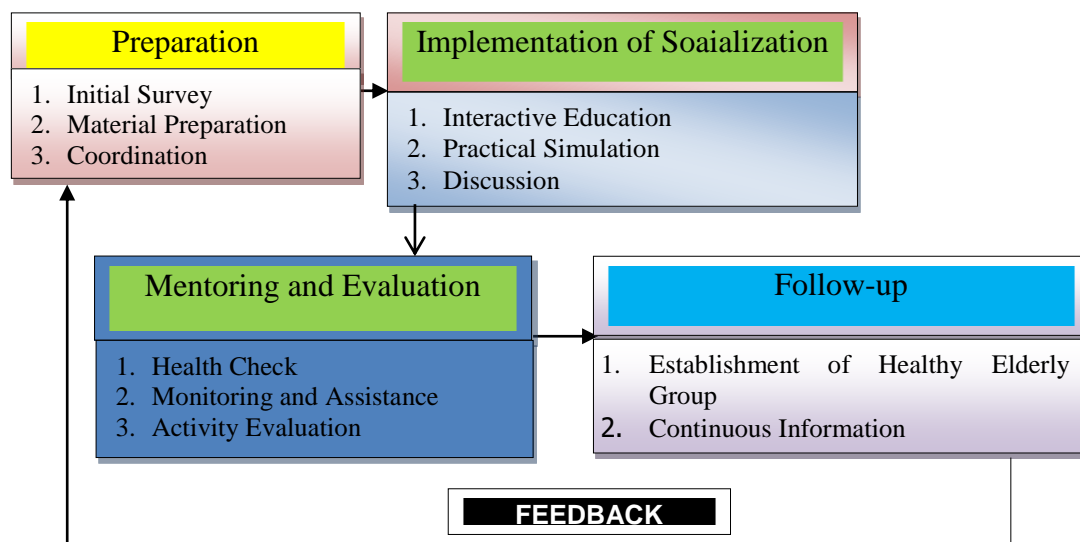 Preparation
1. Initial Survey
2. Material Preparation
3. Coordination
Implementation of Soaialization
1. Interactive Education
2. Practical Simulation
3. Discussion
Mentoring and Evaluation
1. Health Check
2. Monitoring and Assistance
3. Activity Evaluation
Follow-up
1. Establishment of Healthy Elderly
Group
2. Continuous Information
FEEDBACK